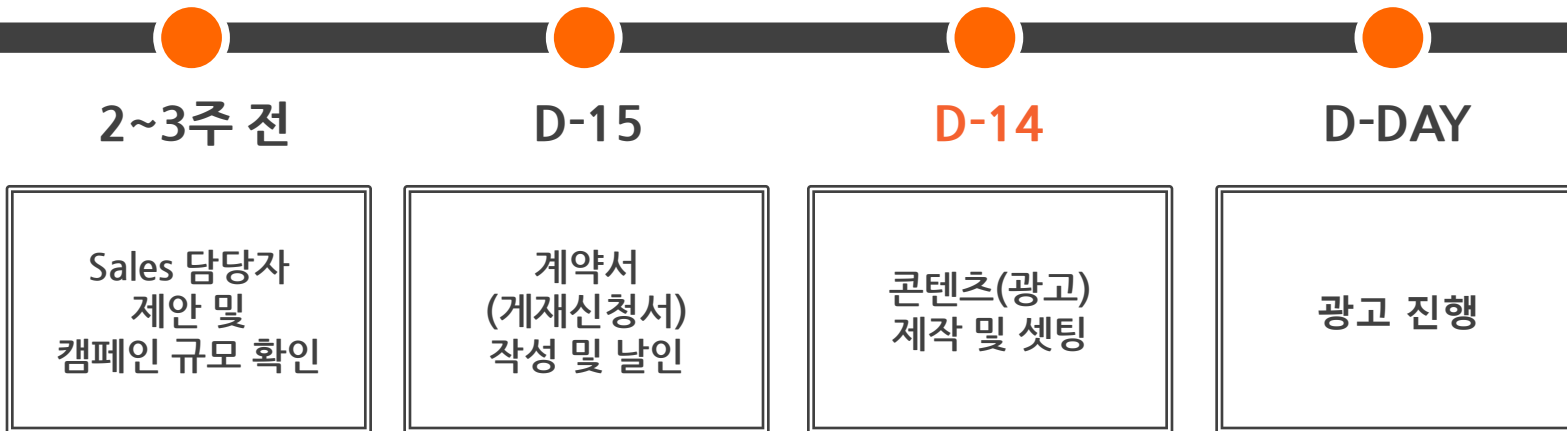 2~3주 전
D-15
D-14
D-DAY
Sales 담당자
제안 및
캠페인 규모 확인
계약서
(게재신청서)
작성 및 날인
콘텐츠(광고)
제작 및 셋팅
광고 진행